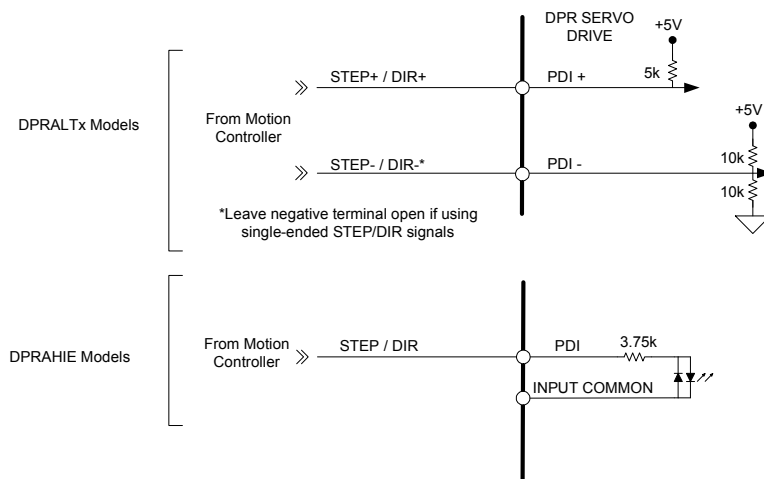 DPR SERVO
DRIVE
+5V
STEP+ / DIR+
PDI +
5k
DPRALTx Models
From Motion
Controller
+5V
STEP- / DIR-*
PDI -
10k
10k
*Leave negative terminal open if using
single-ended STEP/DIR signals
DPRAHIE Models
From Motion
Controller
STEP / DIR
PDI
3.75k
INPUT COMMON